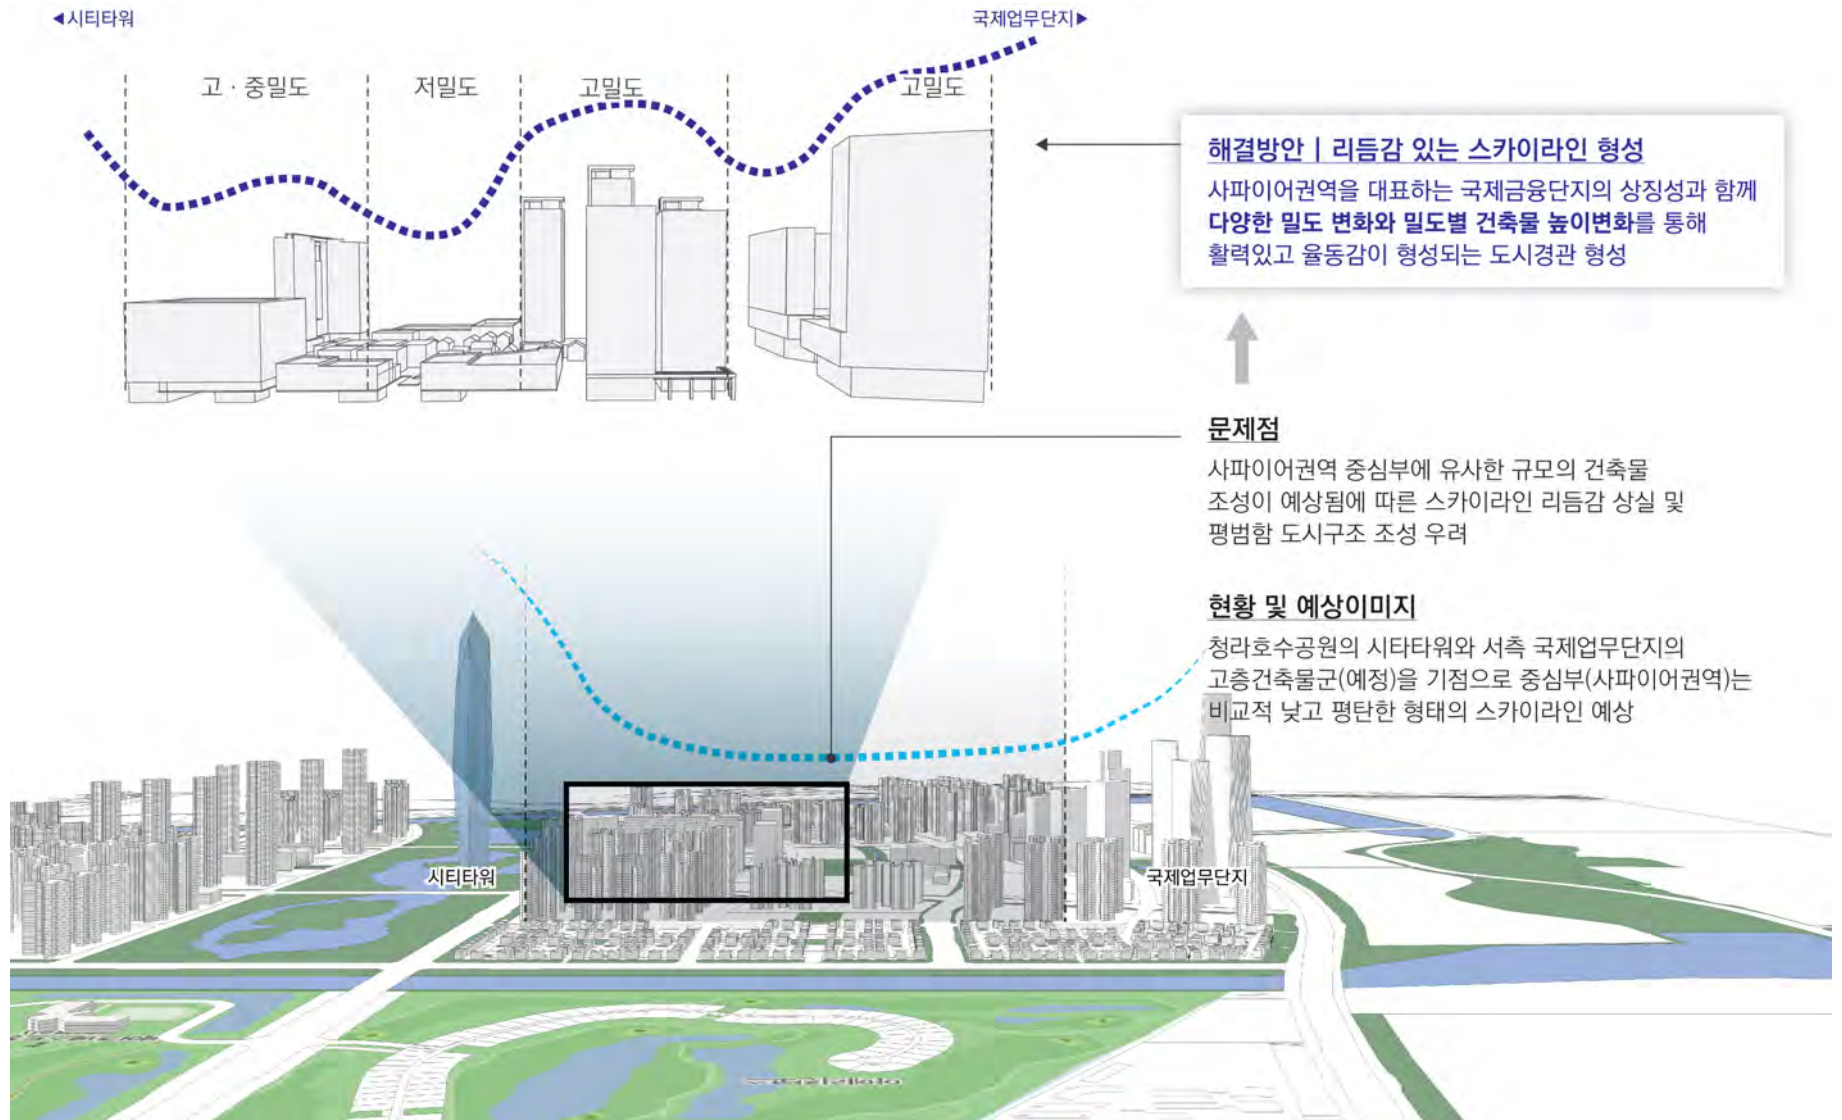 ◀시티타워
국제업무단지▶
고 · 중밀도
저밀도
고밀도
고밀도
해결방안 | 리듬감 있는 스카이라인 형성
사파이어권역을 대표하는 국제금융단지의 상징성과 함께
다양한 밀도 변화와 밀도별 건축물 높이변화를 통해
활력있고 율동감이 형성되는 도시경관 형성
문제점
사파이어권역 중심부에 유사한 규모의 건축물
조성이 예상됨에 따른 스카이라인 리듬감 상실 및
평범함 도시구조 조성 우려
현황 및 예상이미지
청라호수공원의 시타타워와 서측 국제업무단지의
고층건축물군(예정)을 기점으로 중심부(사파이어권역)는
비교적 낮고 평탄한 형태의 스카이라인 예상
시티타워
국제업무단지